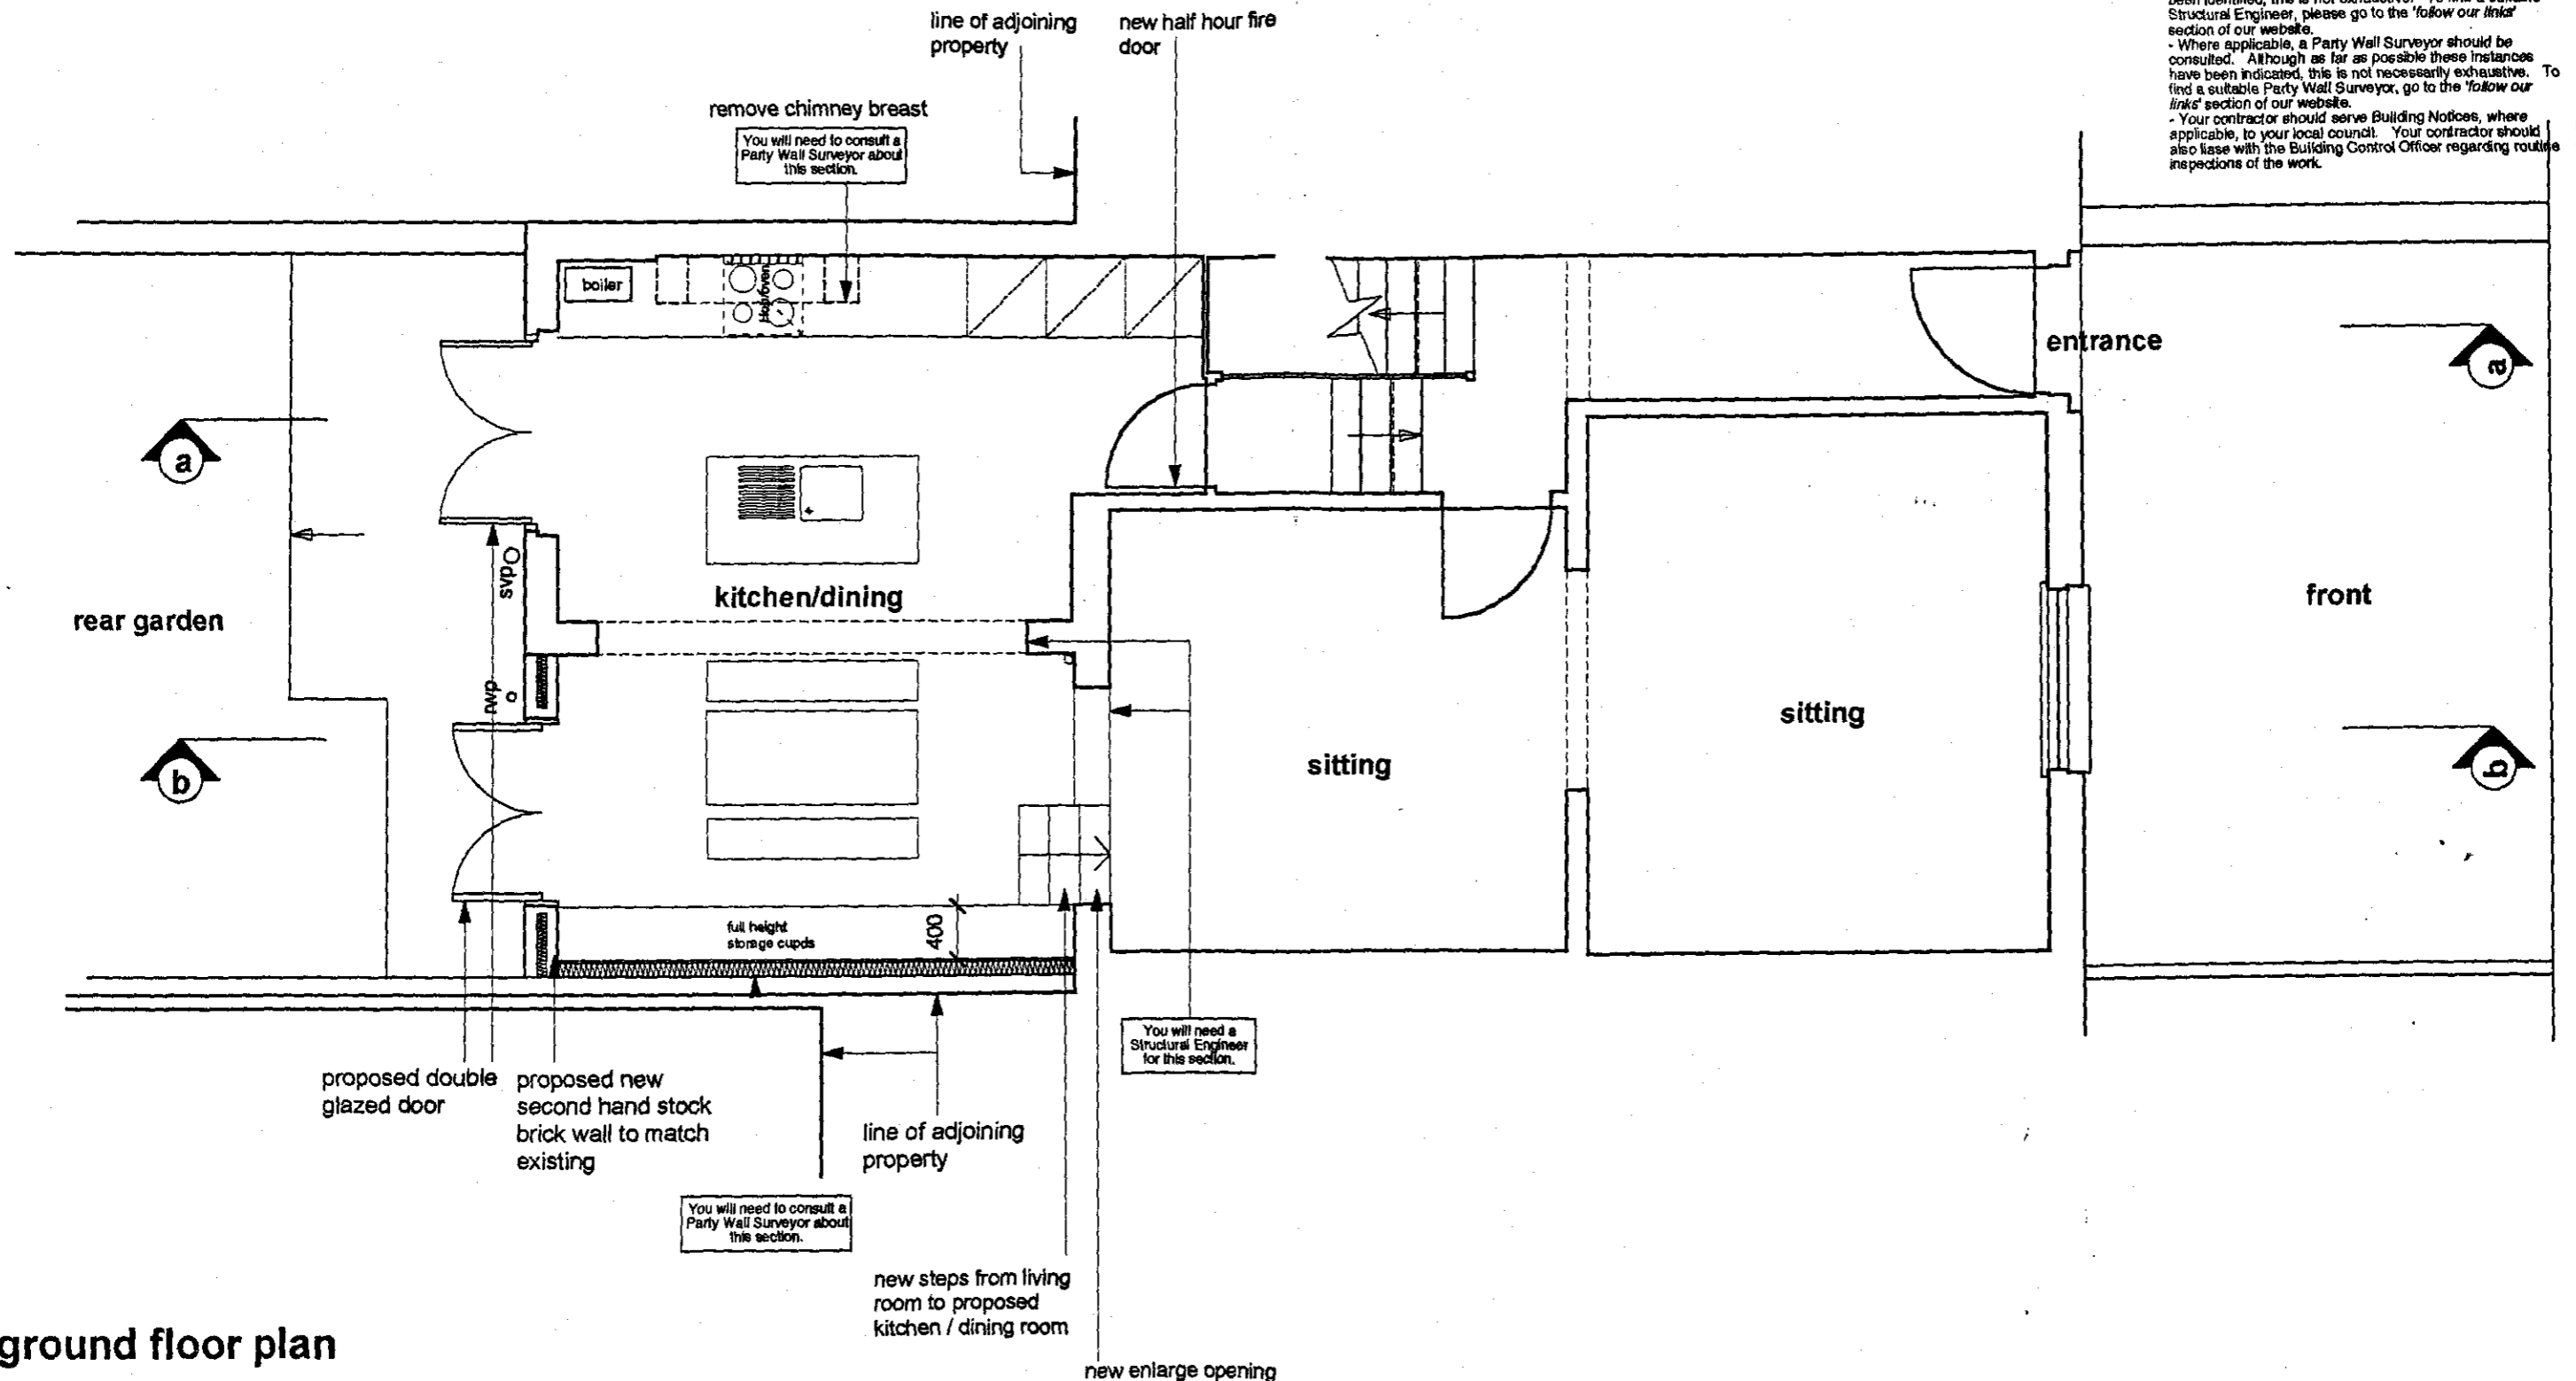 line of adjoining
property
new half hour fire
door
Structural Engineer, please go to the 'follow our links'
section of our website.
- Where applicable, a Party Wall Surveyor should be
consulted. Although as far as possible these instances
have been indicated, this is not necessarily exhaustive. To
find a suitable Party Wall Surveyor, go to the 'follow our
links' section of our website.
- Your contractor should serve Building Notices, where
applicable, to your local council. Your contractor should
also liase with the Building Control Officer regarding routine
inspections of the work.
remove chimney breast
You will need to consult a
Party Wall Surveyor about
this section.
boiler
Hob/oven
entrance
a
a
svp
kitchen/dining
rear garden
front
rwp
sitting
sitting
b
b
full height
storage cupds
400
You will need a
Structural Engineer
for this section.
proposed double
glazed door
proposed new
second hand stock
brick wall to match
existing
line of adjoining
property
You will need to consult a
Party Wall Surveyor about
this section.
new steps from living
room to proposed
kitchen / dining room
ground floor plan
new enlarge opening